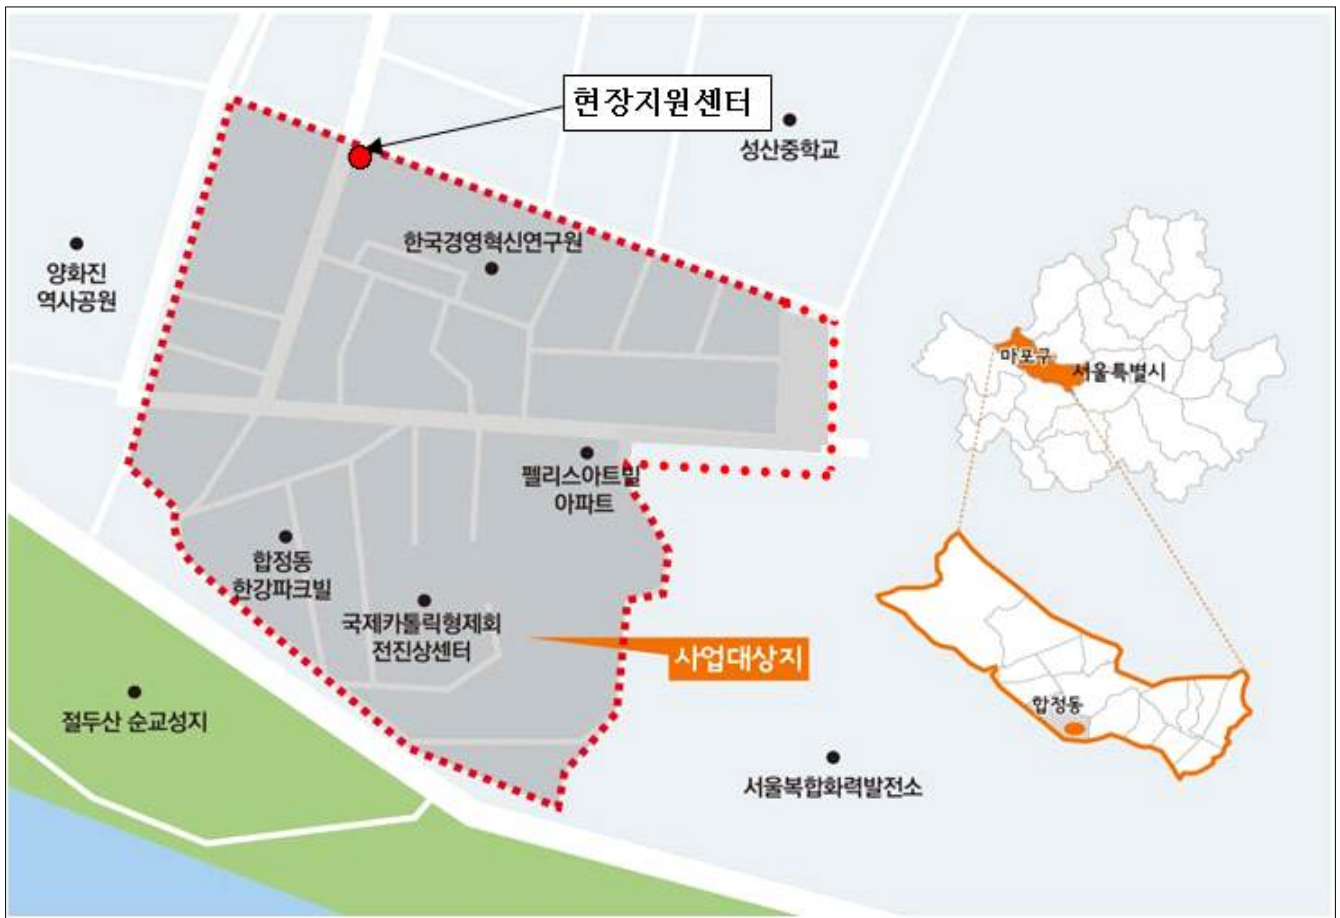 현장지원센터
성산중학교
한국경영혁신연구원
양화진
역사공원
마포구
서울특별시
펠리스아트빌
아파트
합정동
한강파크빌
국제카톨릭형제회
전진상센터
사업대상지
합정동
절두산 순교성지
서울복합화력발전소